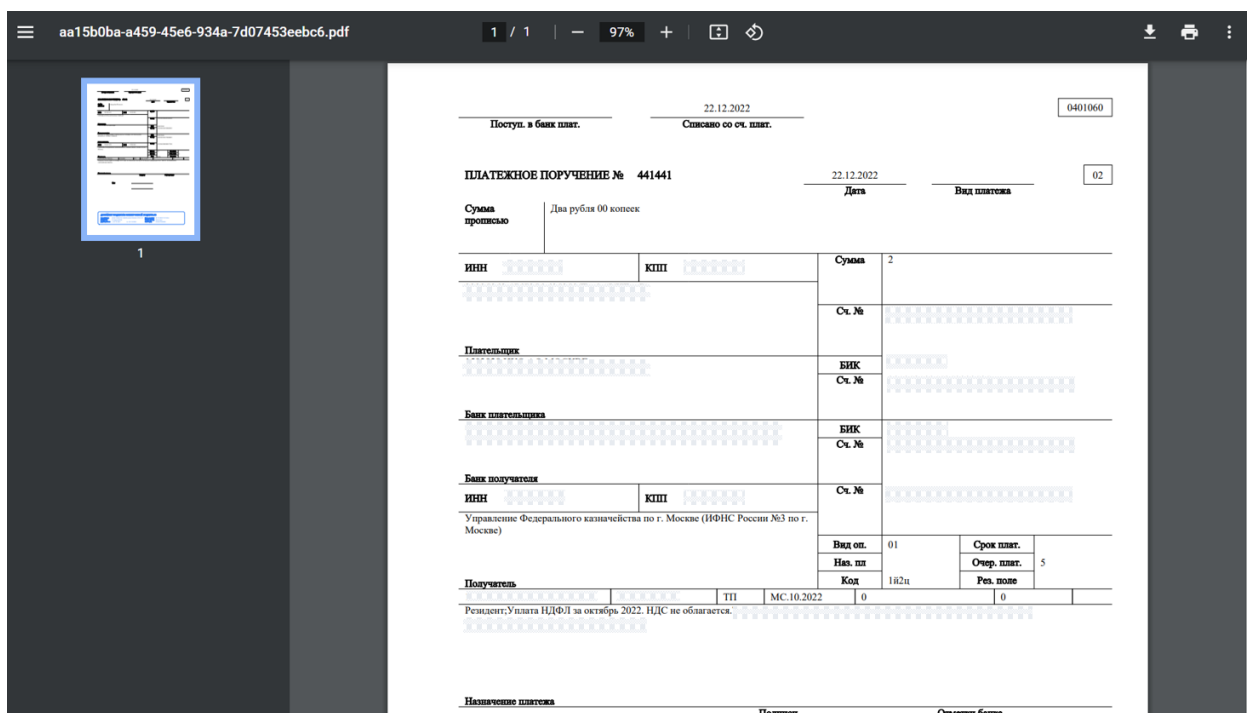 aa15b0ba-a459-45e6-934a-7d07453eebc6.pdf
1 / 1
97%
1
22.12.2022
0401060
Поступ. в банк плат.
Списано со сч. плат.
ПЛАТЕЖНОЕ ПОРУЧЕНИЕ № 441441
22.12.2022
02
Дата
Вид платежа
Сумма прописью
Два рубля 00 копеек
ИНН
КПП
Сумма
2
Сч. №
Плательщик
БИК
Сч. №
Банк плательщика
БИК
Сч. №
Банк получателя
ИНН
КПП
Сч. №
Управление Федерального казначейства по г. Москве (ИФНС России №3 по г.
Москве)
Вид оп. 01 Срок плат.
Наз. пл Очер. плат. 5
Получатель
Код 1й2ц Рез. поле
ТП МС.10.2022 0 0
Резидент;Уплата НДФЛ за октябрь 2022. НДС не облагается.
Назначение платежа